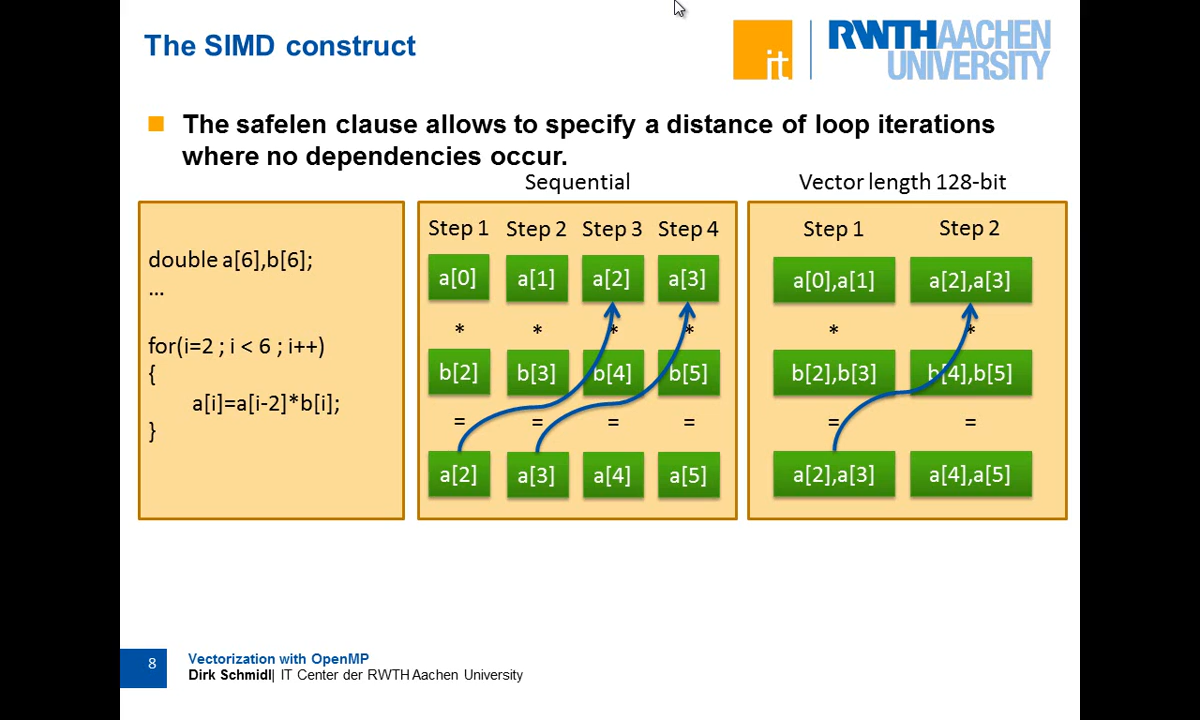 The SIMD construct
it
RWTHAACHEN
UNIVERSITY
The safelen clause allows to specify a distance of loop iterations
where no dependencies occur.
Sequential
Vector length 128-bit
double a[6],b[6];
...
for(i=2 ; i < 6 ; i++)
{
a[i]=a[i-2]*b[i];
}
Step 1 Step 2 Step 3 Step 4
a[0] a[1] a[2] a[3]
* * * *
b[2] b[3] b[4] b[5]
= = = =
a[2] a[3] a[4] a[5]
Step 1 Step 2
a[0],a[1] a[2],a[3]
* *
b[2],b[3] b[4],b[5]
= =
a[2],a[3] a[4],a[5]
8
Vectorization with OpenMP
Dirk Schmidl| IT Center der RWTH Aachen University